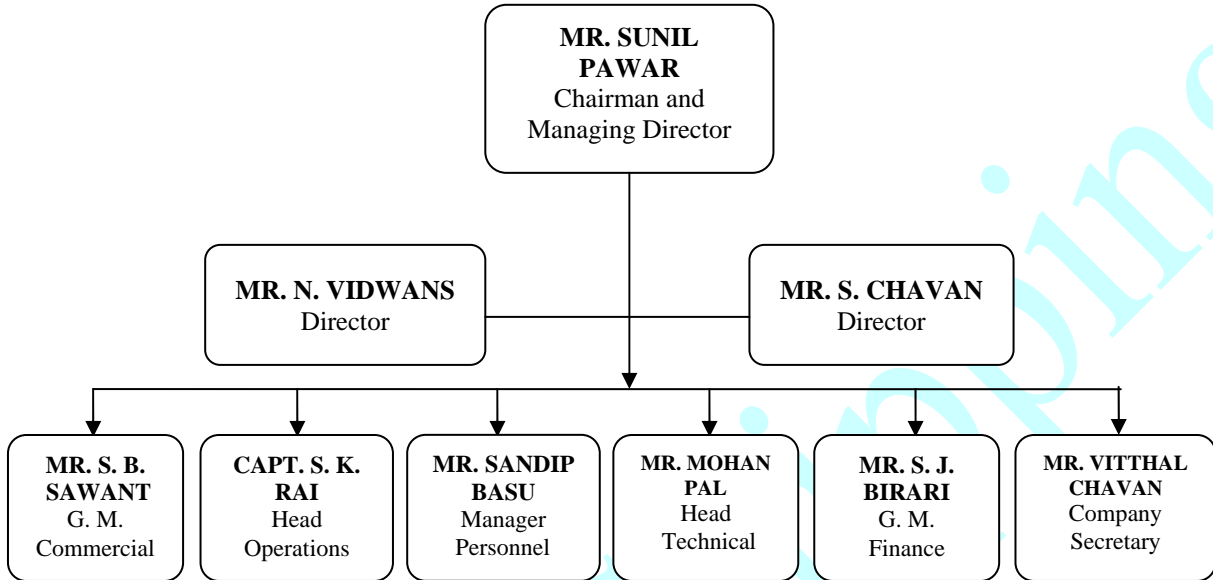 MR. SUNIL
PAWAR
Chairman and
Managing Director
MR. N. VIDWANS
Director
MR. S. CHAVAN
Director
MR. S. B.
SAWANT
G. M.
Commercial
CAPT. S. K.
RAI
Head
Operations
MR. SANDIP
BASU
Manager
Personnel
MR. MOHAN
PAL
Head
Technical
MR. S. J.
BIRARI
G. M.
Finance
MR. VITTHAL
CHAVAN
Company
Secretary